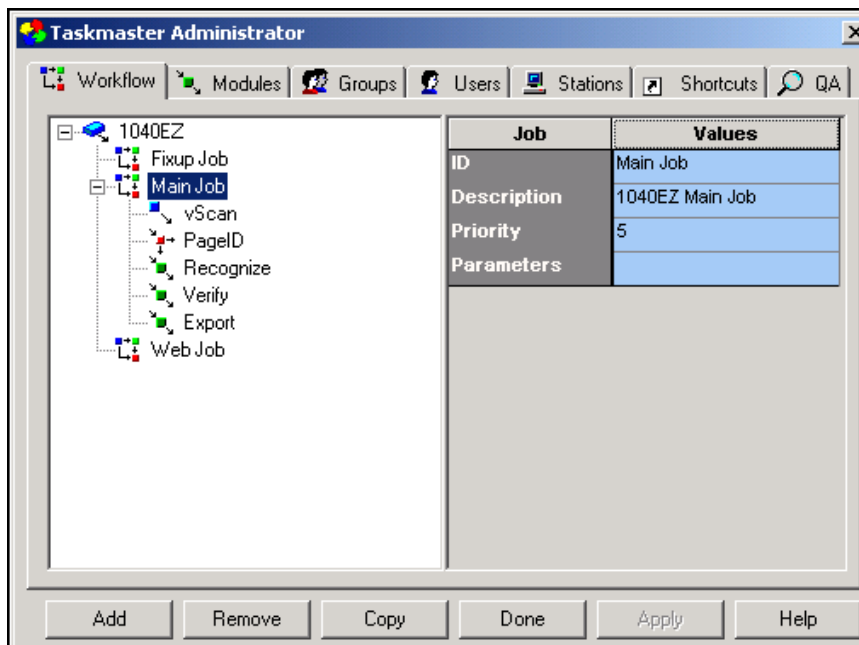 Taskmaster Administrator
Workflow Modules Groups Users Stations Shortcuts QA
1040EZ
Fixup Job
Main Job
vScan
PageID
Recognize
Verify
Export
Web Job
Job Values
ID Main Job
Description 1040EZ Main Job
Priority 5
Parameters
Add Remove Copy Done Apply Help